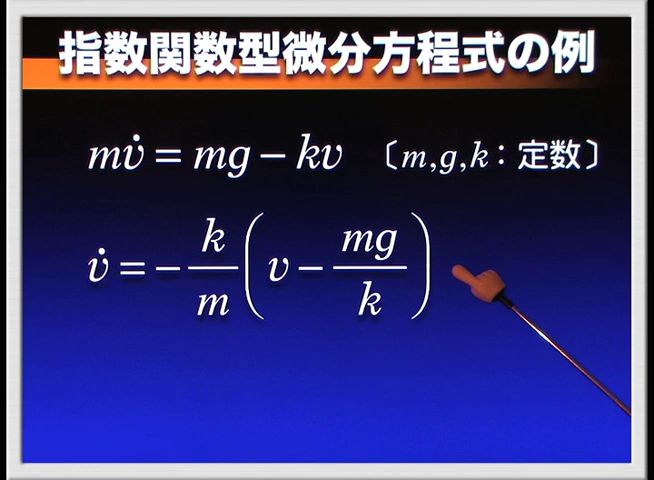 指数関数型微分方程式の例
mv̇ = mg − kv 〔m,g,k：定数〕
v̇ = −k/m(v − mg/k)